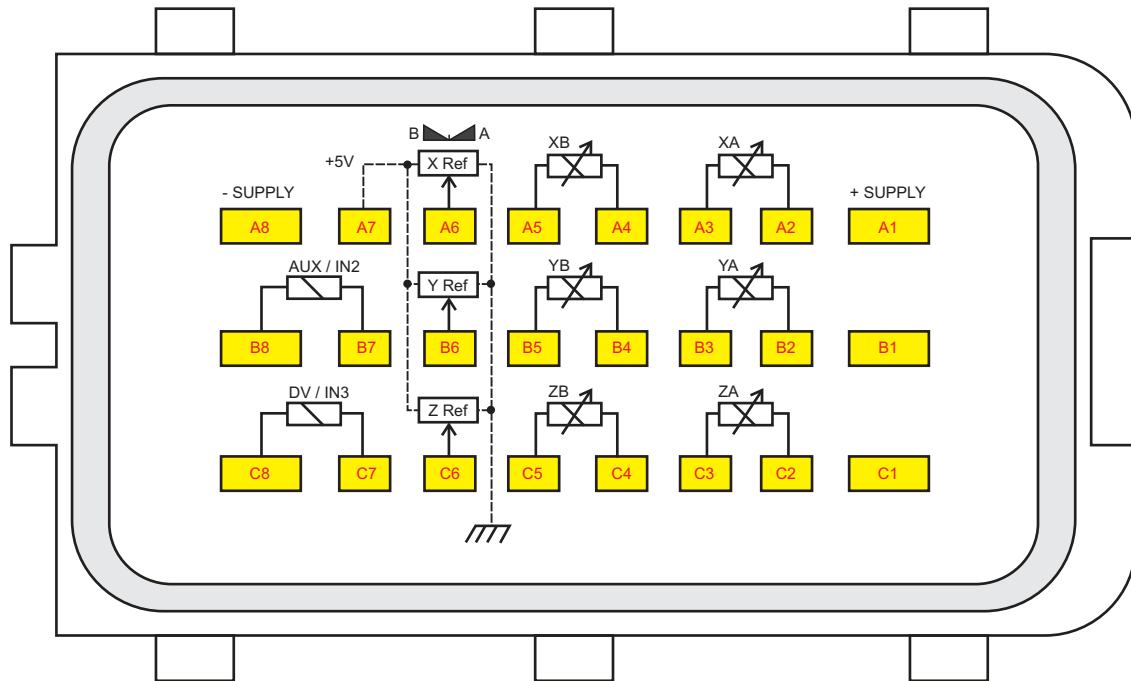 B A
+5V X Ref XB XA
- SUPPLY + SUPPLY
A8 A7 A6 A5 A4 A3 A2 A1
AUX / IN2 Y Ref YB YA
B8 B7 B6 B5 B4 B3 B2 B1
DV / IN3 Z Ref ZB ZA
C8 C7 C6 C5 C4 C3 C2 C1